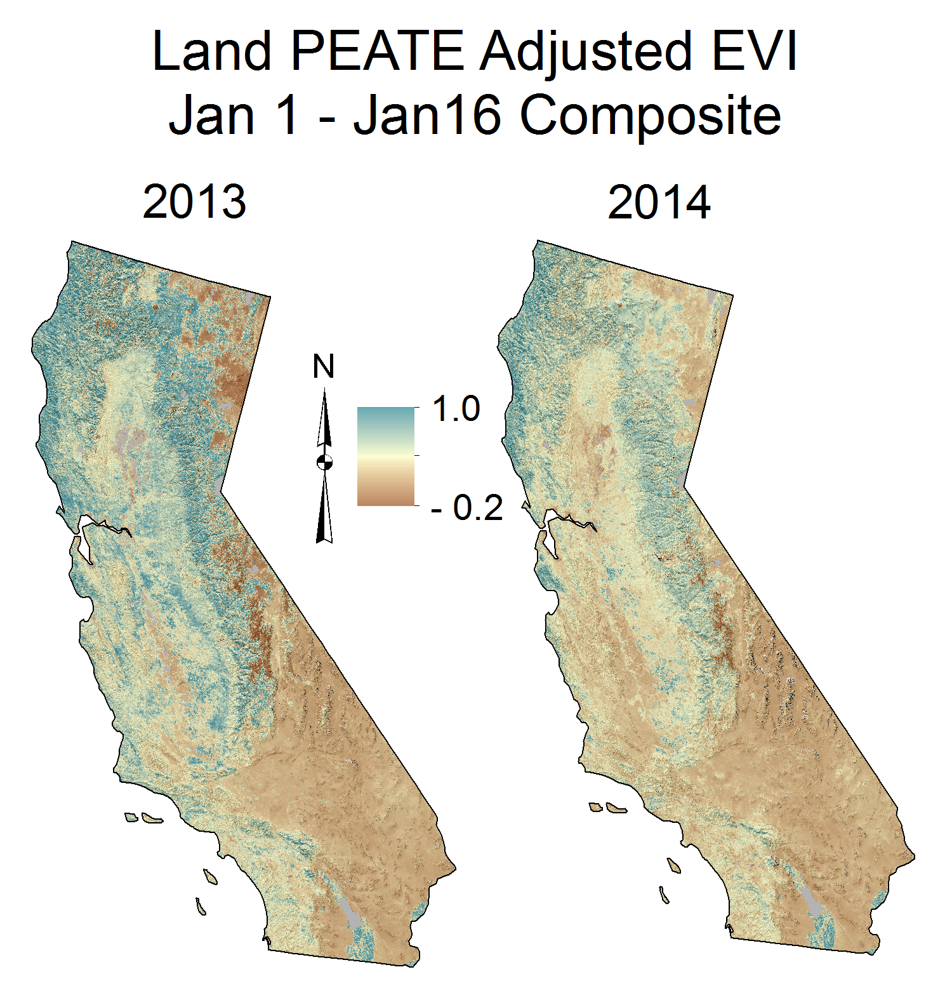 Land PEATE Adjusted EVI
Jan 1 - Jan16 Composite
2013
2014
N
1.0
- 0.2